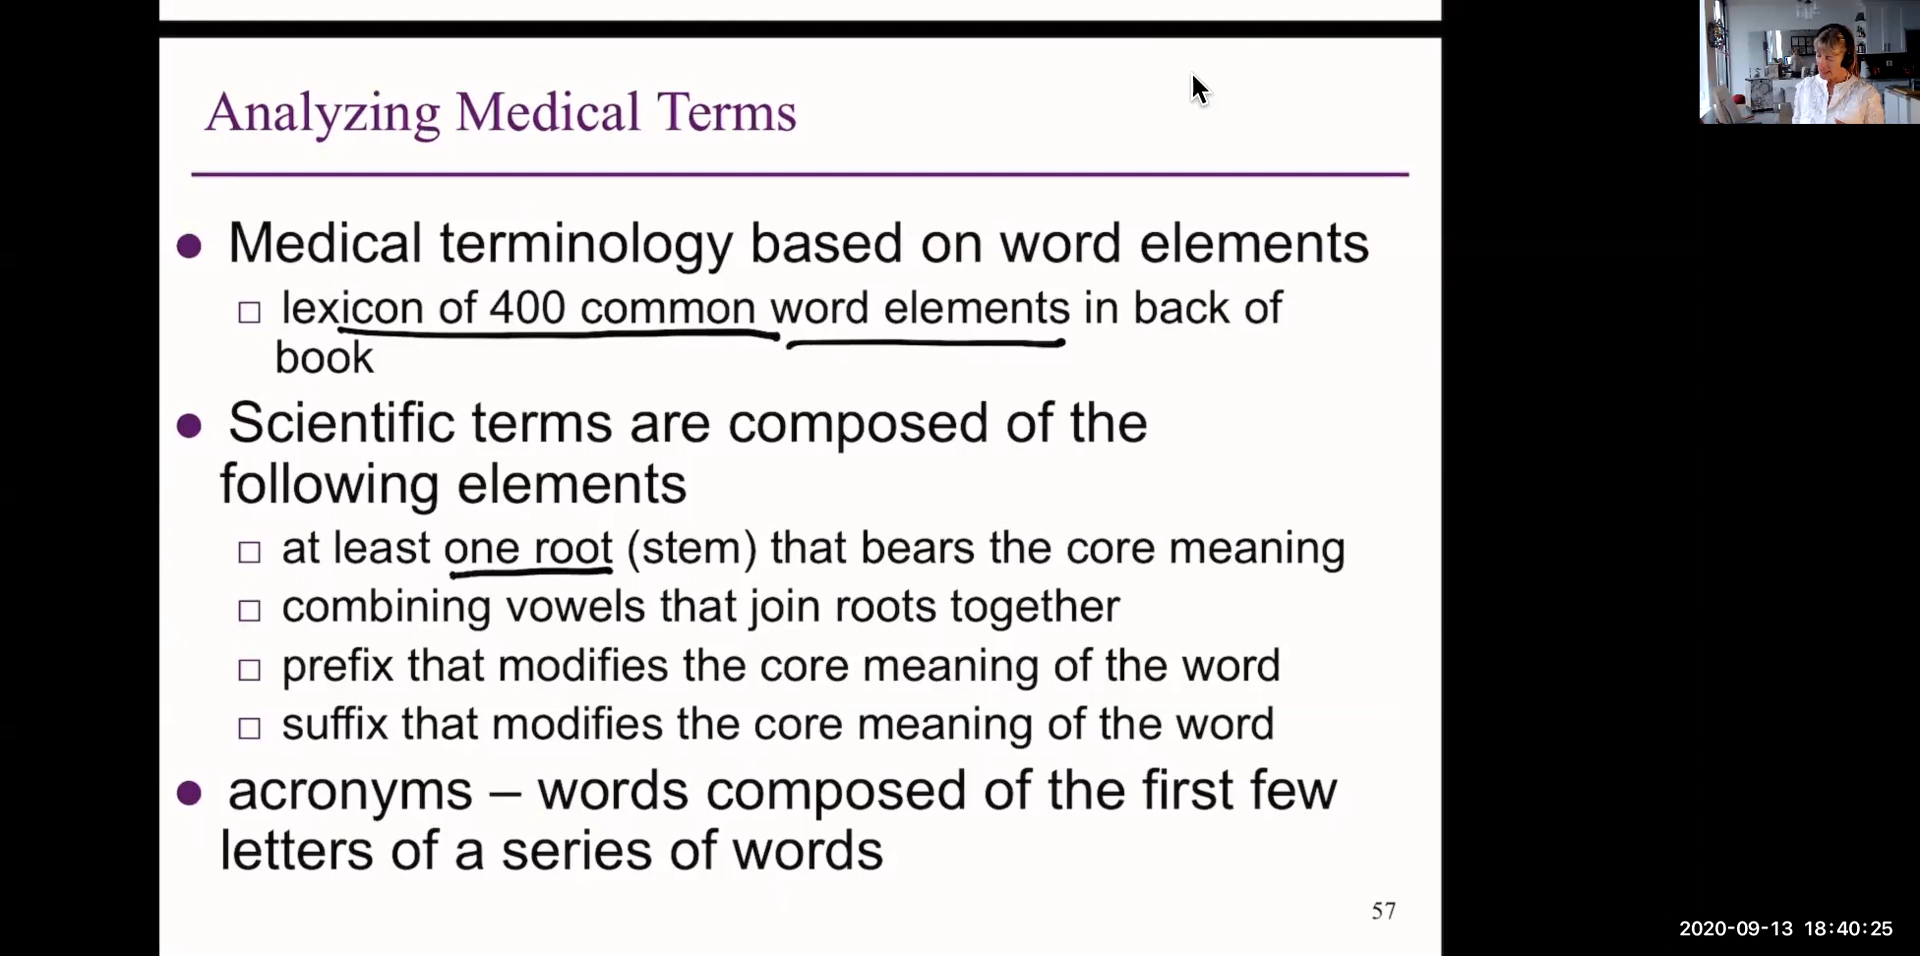 Analyzing Medical Terms
● Medical terminology based on word elements
□ lexicon of 400 common word elements in back of
book
● Scientific terms are composed of the
following elements
□ at least one root (stem) that bears the core meaning
□ combining vowels that join roots together
□ prefix that modifies the core meaning of the word
□ suffix that modifies the core meaning of the word
● acronyms – words composed of the first few
letters of a series of words
57
2020-09-13 18:40:25